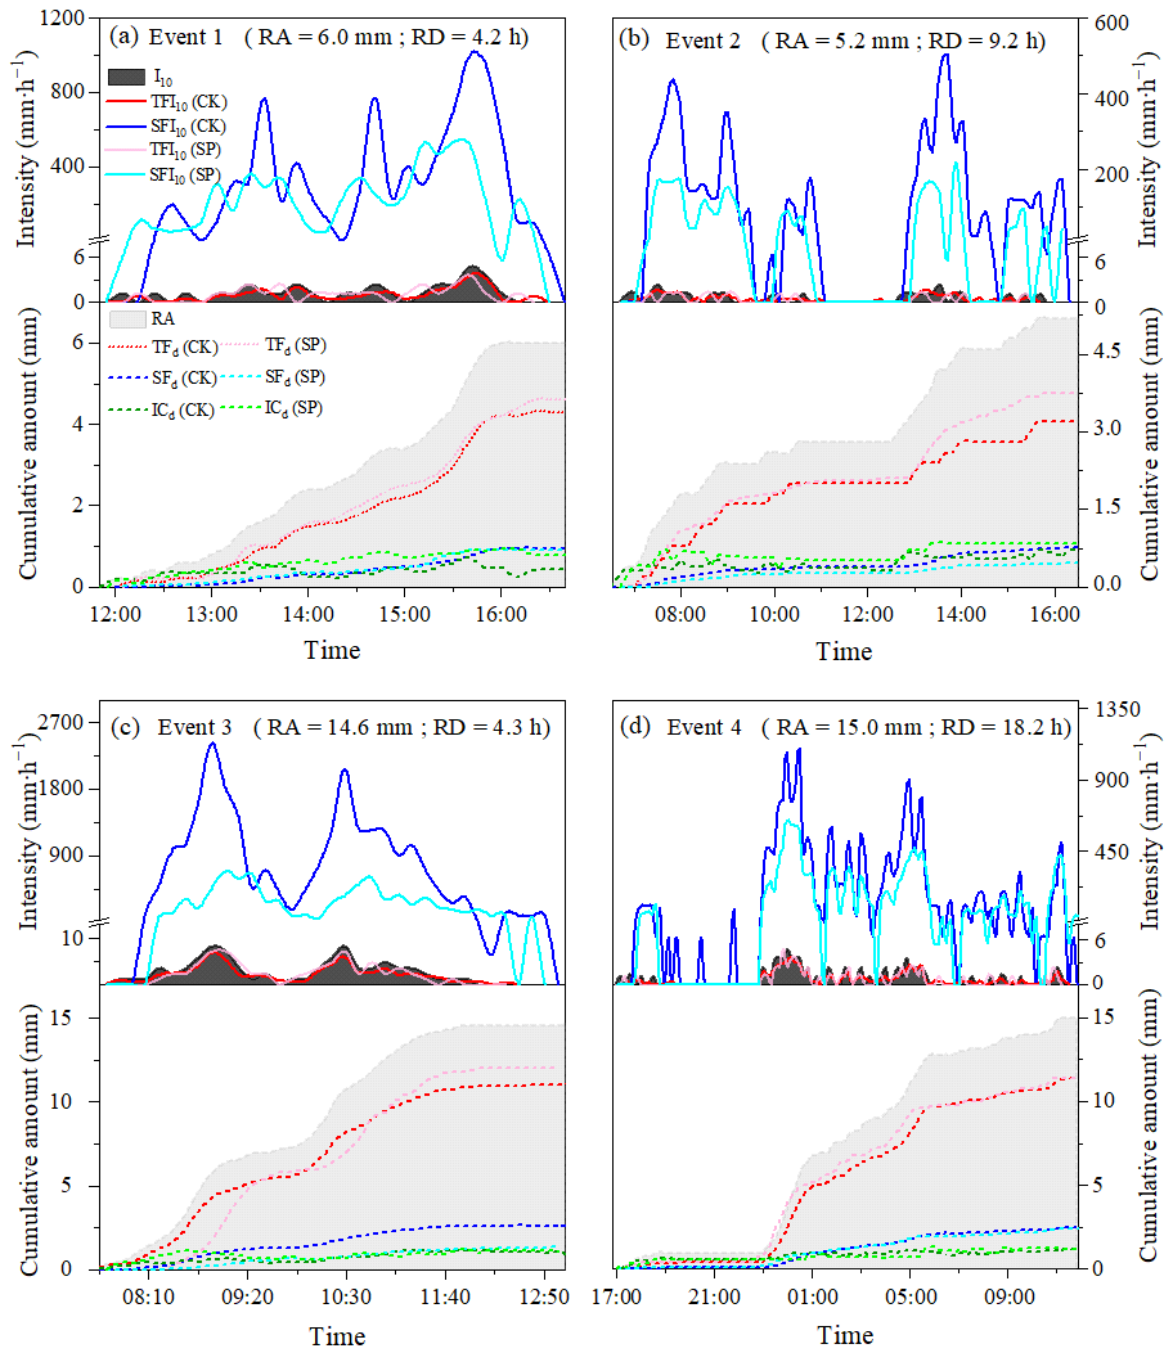 (a) Event 1 ( RA = 6.0 mm ; RD = 4.2 h)
1200
800
400
6
0
Intensity (mm·h−1)
I10
TFI10 (CK)
SFI10 (CK)
TFI10 (SP)
SFI10 (SP)
RA
TFd (CK) TFd (SP)
SFd (CK) SFd (SP)
ICd (CK) ICd (SP)
6
4
2
0
Cumulative amount (mm)
12:00 13:00 14:00 15:00 16:00
Time
(b) Event 2 ( RA = 5.2 mm ; RD = 9.2 h)
600
400
200
6
0
Intensity (mm·h−1)
4.5
3.0
1.5
0.0
Cumulative amount (mm)
08:00 10:00 12:00 14:00 16:00
Time
(c) Event 3 ( RA = 14.6 mm ; RD = 4.3 h)
2700
1800
900
10
0
Intensity (mm·h−1)
15
10
5
0
Cumulative amount (mm)
08:10 09:20 10:30 11:40 12:50
Time
(d) Event 4 ( RA = 15.0 mm ; RD = 18.2 h)
1350
900
450
6
0
Intensity (mm·h−1)
15
10
5
0
Cumulative amount (mm)
17:00 21:00 01:00 05:00 09:00
Time